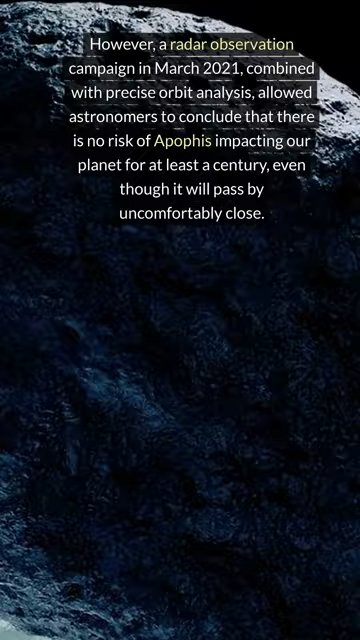 However, a radar observation
campaign in March 2021, combined
with precise orbit analysis, allowed
astronomers to conclude that there
is no risk of Apophis impacting our
planet for at least a century, even
though it will pass by
uncomfortably close.